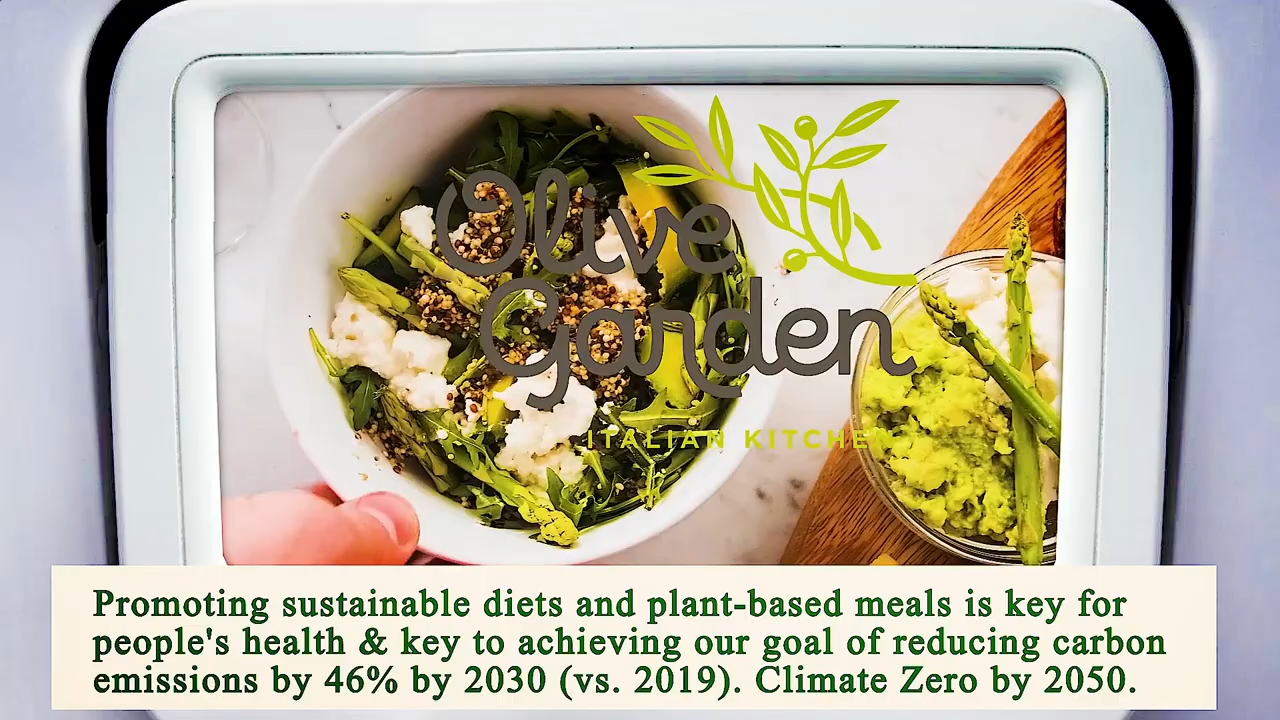 Olive
Garden
ITALIAN KITCHEN
Promoting sustainable diets and plant-based meals is key for
people's health & key to achieving our goal of reducing carbon
emissions by 46% by 2030 (vs. 2019). Climate Zero by 2050.